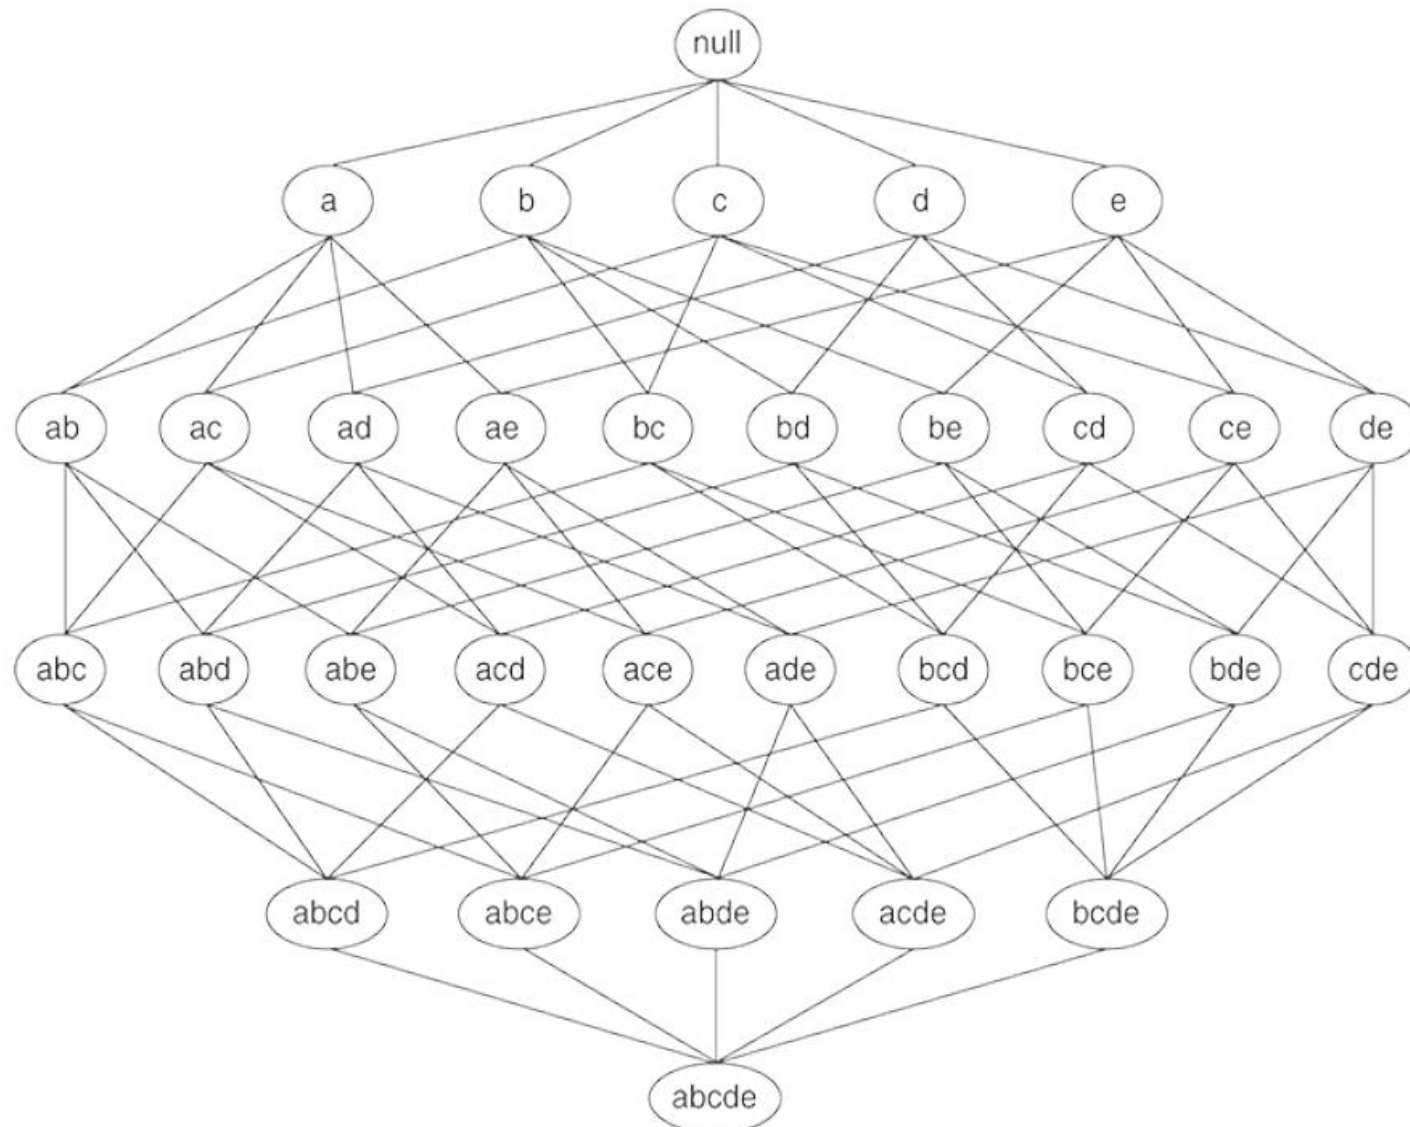 null
a b c d e
ab ac ad ae bc bd be cd ce de
abc abd abe acd ace ade bcd bce bde cde
abcd abce abde acde bcde
abcde